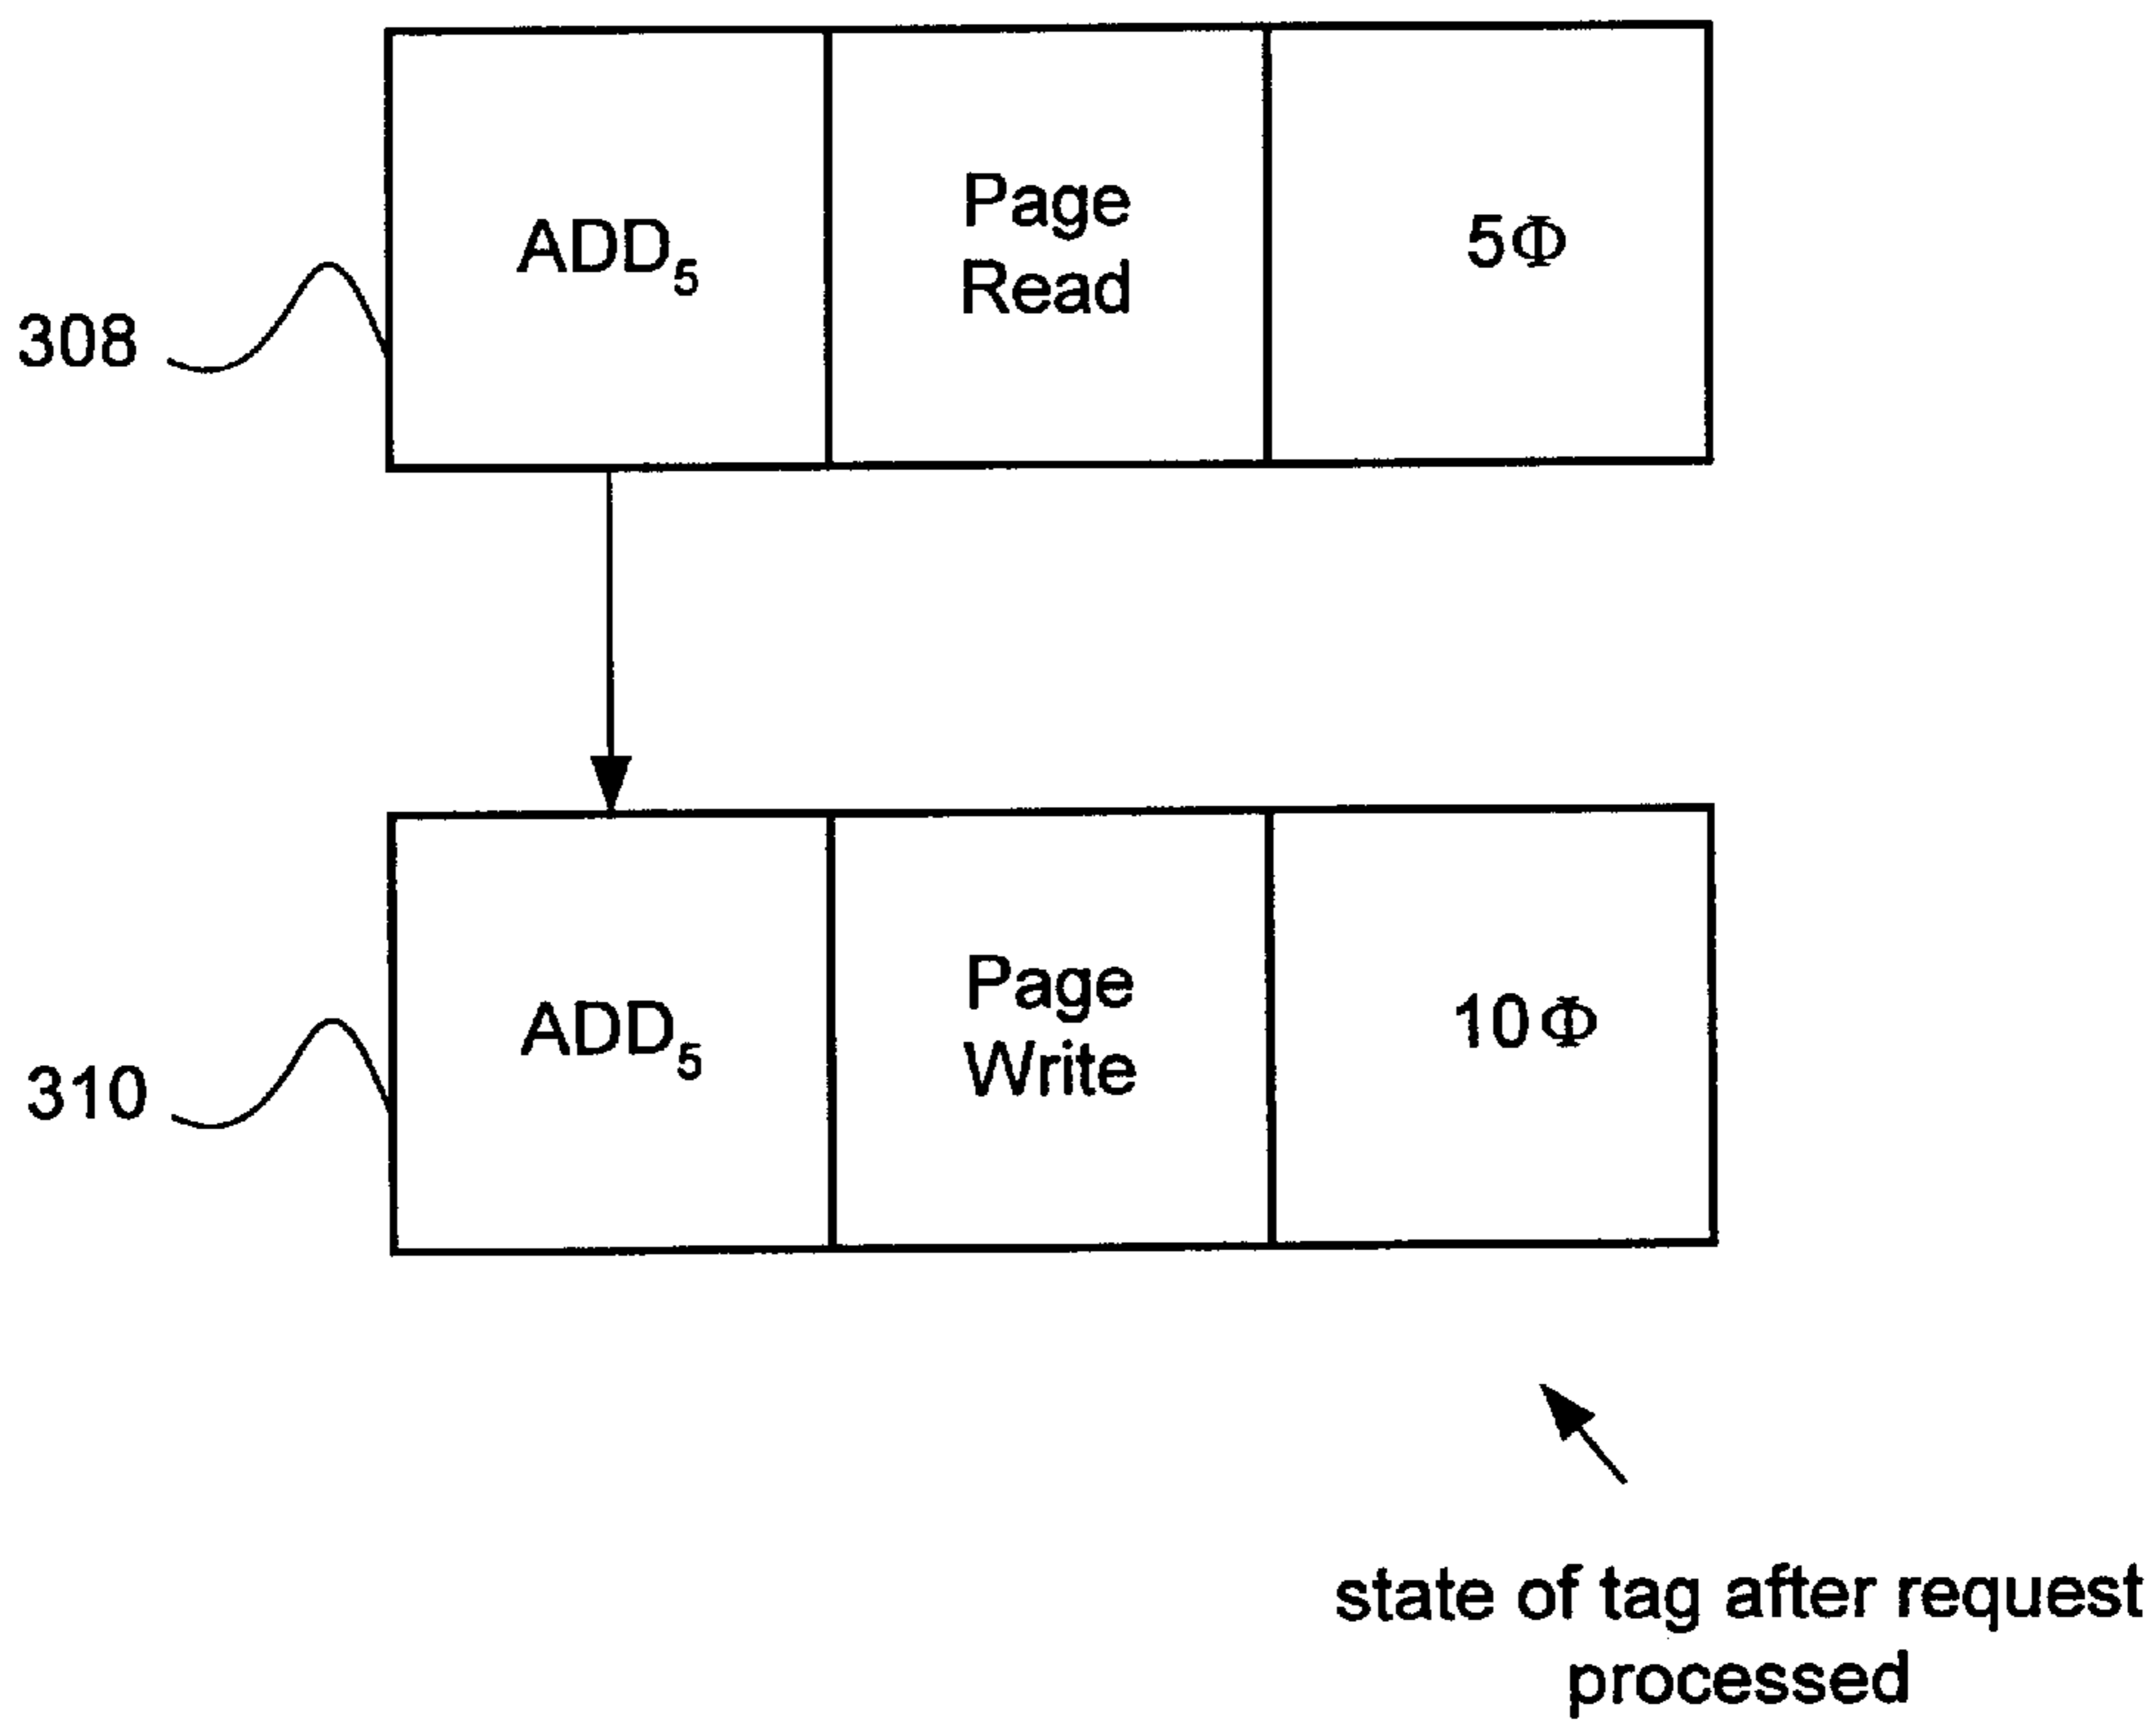 ADD₅
Page
Read
5Φ
308
ADD₅
Page
Write
10Φ
310
state of tag after request
processed